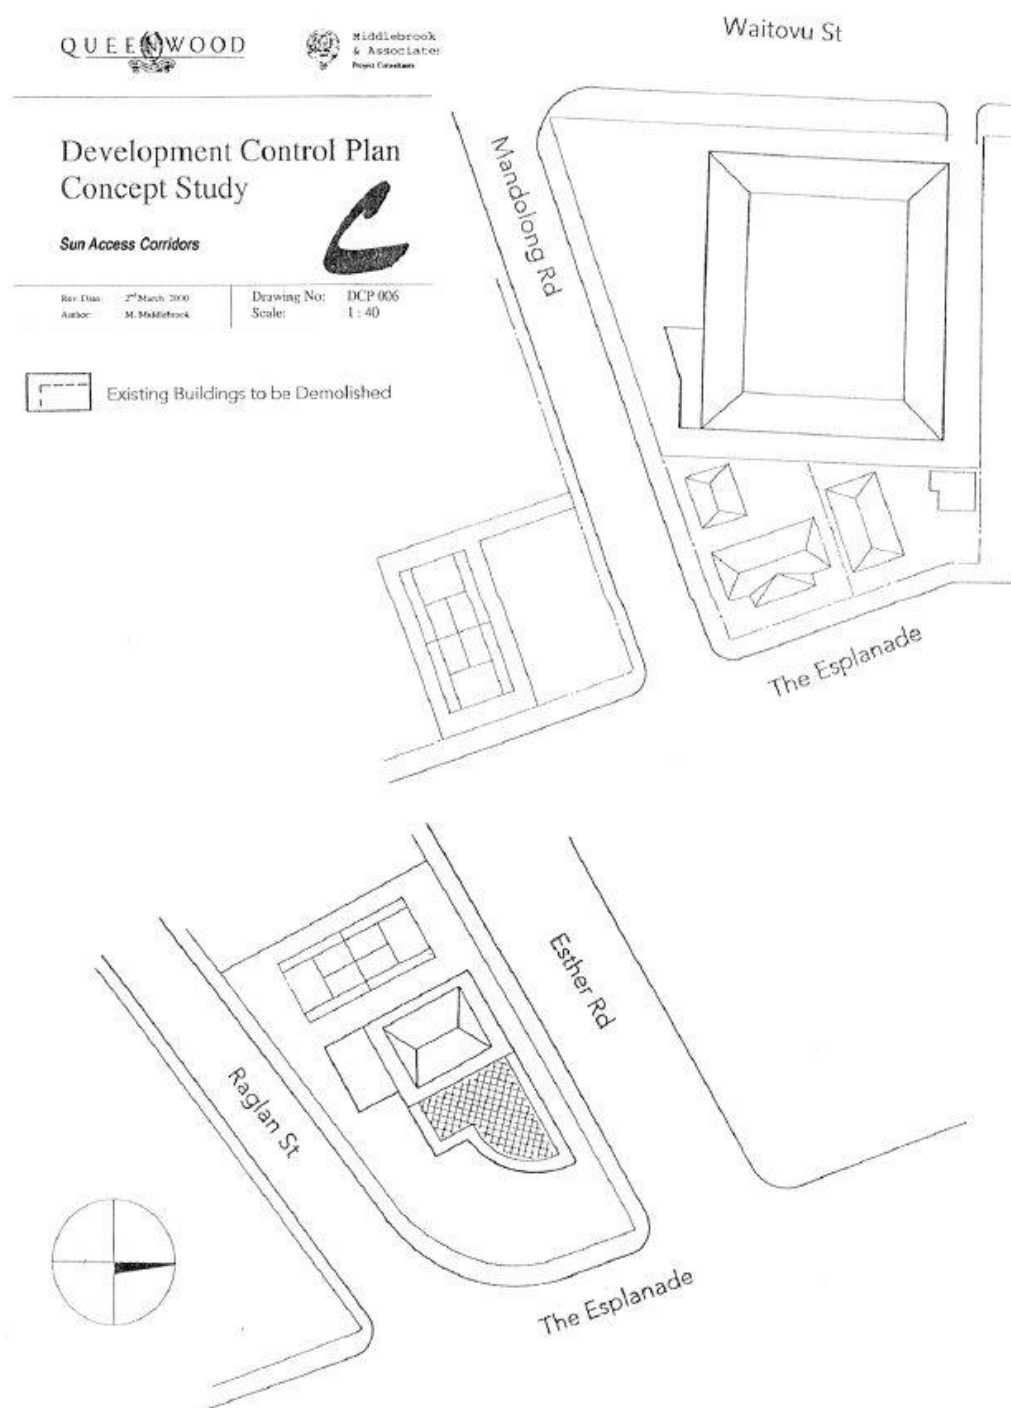 QUEENWOOD
Middlebrook
& Associates
Project Consultants
Development Control Plan
Concept Study
C
Sun Access Corridors
Rev. Date: 2nd March 2000
Author: M. Middlebrook
Drawing No: DCP 006
Scale: 1 : 40
Existing Buildings to be Demolished
Waitovu St
Mandolong Rd
The Esplanade
Esther Rd
Raglan St
The Esplanade